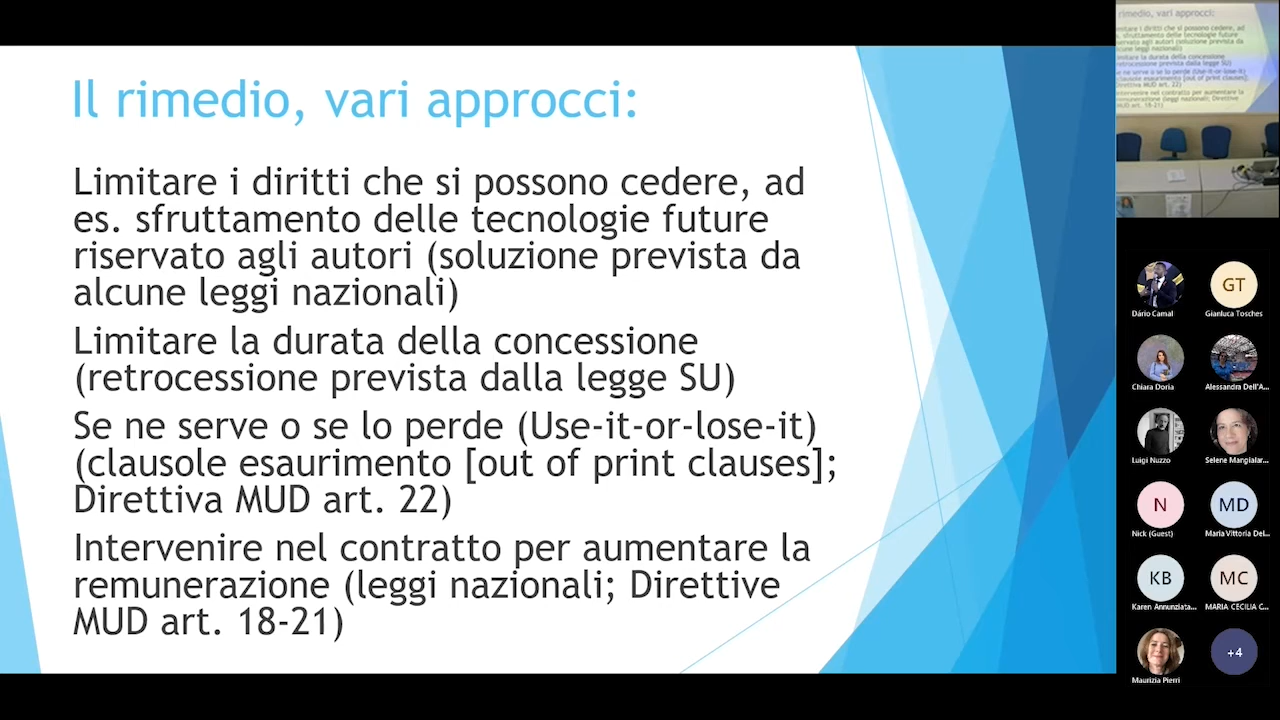 Il rimedio, vari approcci:
Limitare i diritti che si possono cedere, ad
es. sfruttamento delle tecnologie future
riservato agli autori (soluzione prevista da
alcune leggi nazionali)
Limitare la durata della concessione
(retrocessione prevista dalla legge SU)
Se ne serve o se lo perde (Use-it-or-lose-it)
(clausole esaurimento [out of print clauses];
Direttiva MUD art. 22)
Intervenire nel contratto per aumentare la
remunerazione (leggi nazionali; Direttive
MUD art. 18-21)
rimedio, vari approcci:
Dário Camal
GT
Gianluca Tosches
Chiara Doria
Alessandra Dell'A...
Luigi Nuzzo
Selene Mangialar...
N
Nick (Guest)
MD
Maria Vittoria Del...
KB
Karen Annunziata...
MC
MARIA CECILIA C...
Maurizia Pierri
+4